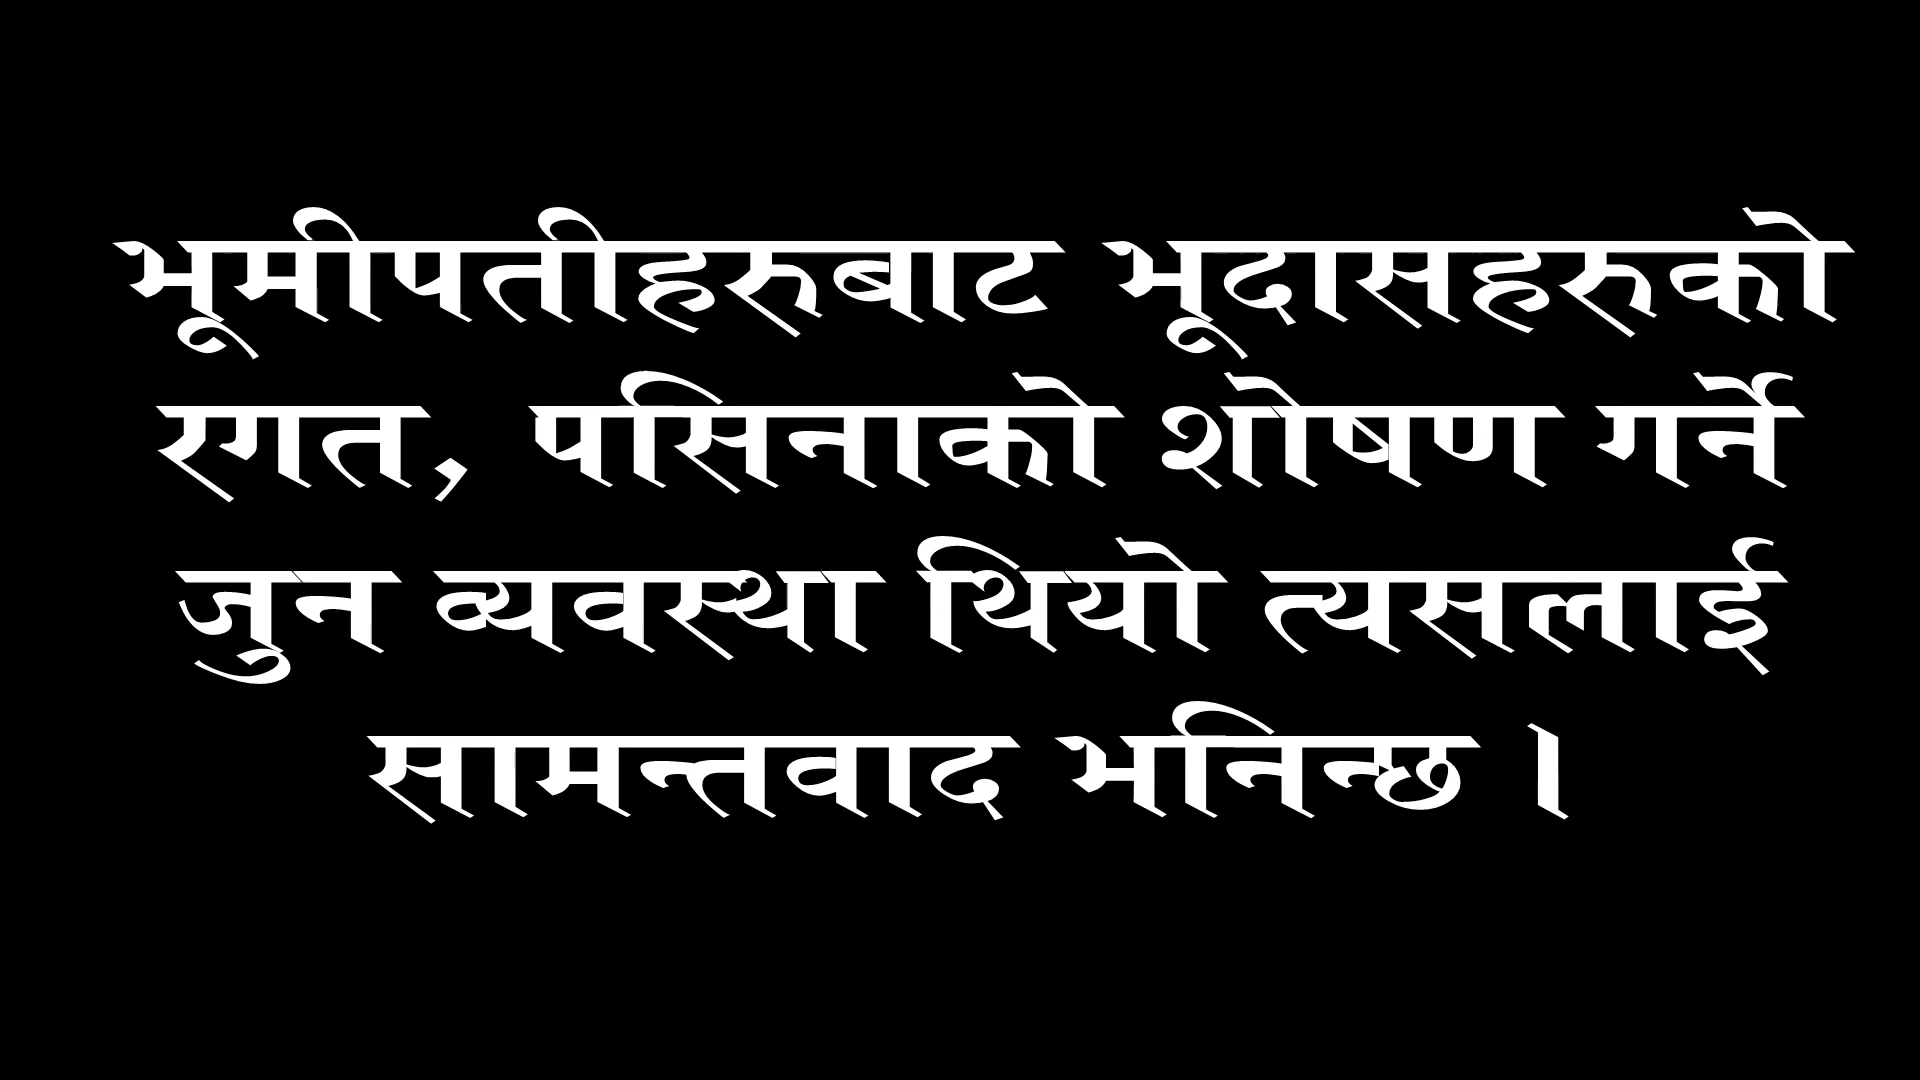 भूमीपतीहरुबाट भूदासहरुको
रगत, पसिनाको शोषण गर्ने
जुन व्यवस्था थियो त्यसलाई
सामन्तवाद भनिन्छ ।